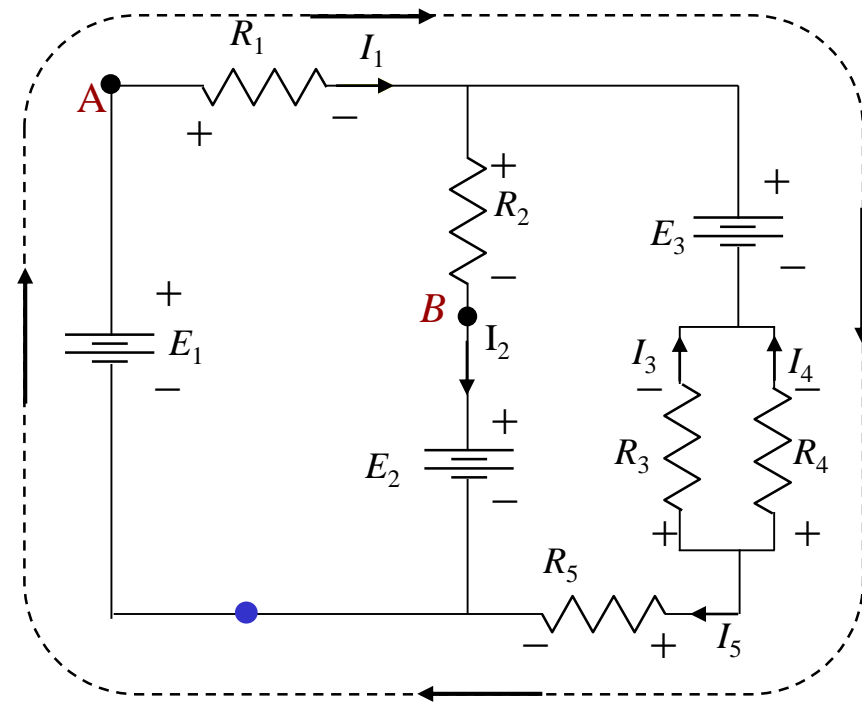 R1
I1
A
+
−
+
+
R2
E3
−
−
+
B
I2
E1
I3
I4
−
−
−
+
R3
R4
E2
−
+
+
R5
−
+
I5